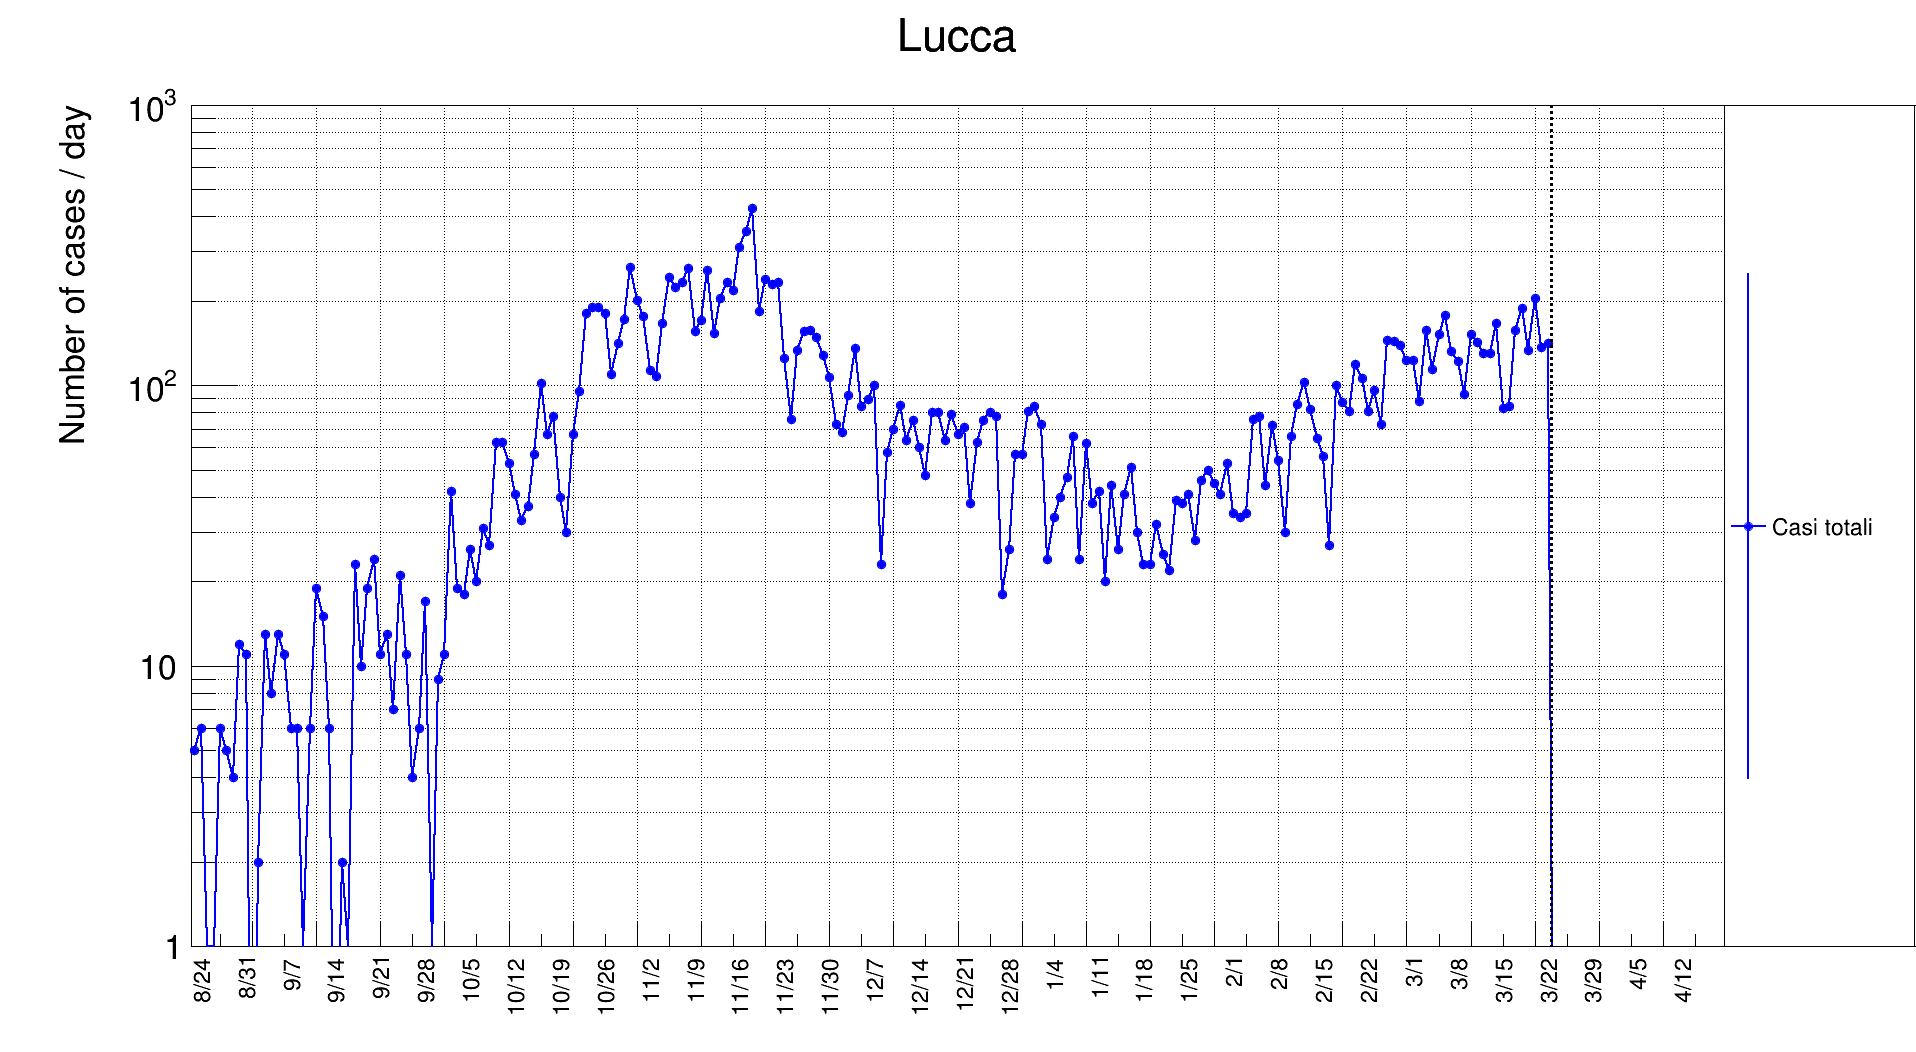 Lucca
Number of cases / day
10³
10²
10
1
8/24 8/31 9/7 9/14 9/21 9/28 10/5 10/12 10/19 10/26 11/2 11/9 11/16 11/23 11/30 12/7 12/14 12/21 12/28 1/4 1/11 1/18 1/25 2/1 2/8 2/15 2/22 3/1 3/8 3/15 3/22 3/29 4/5 4/12
Casi totali